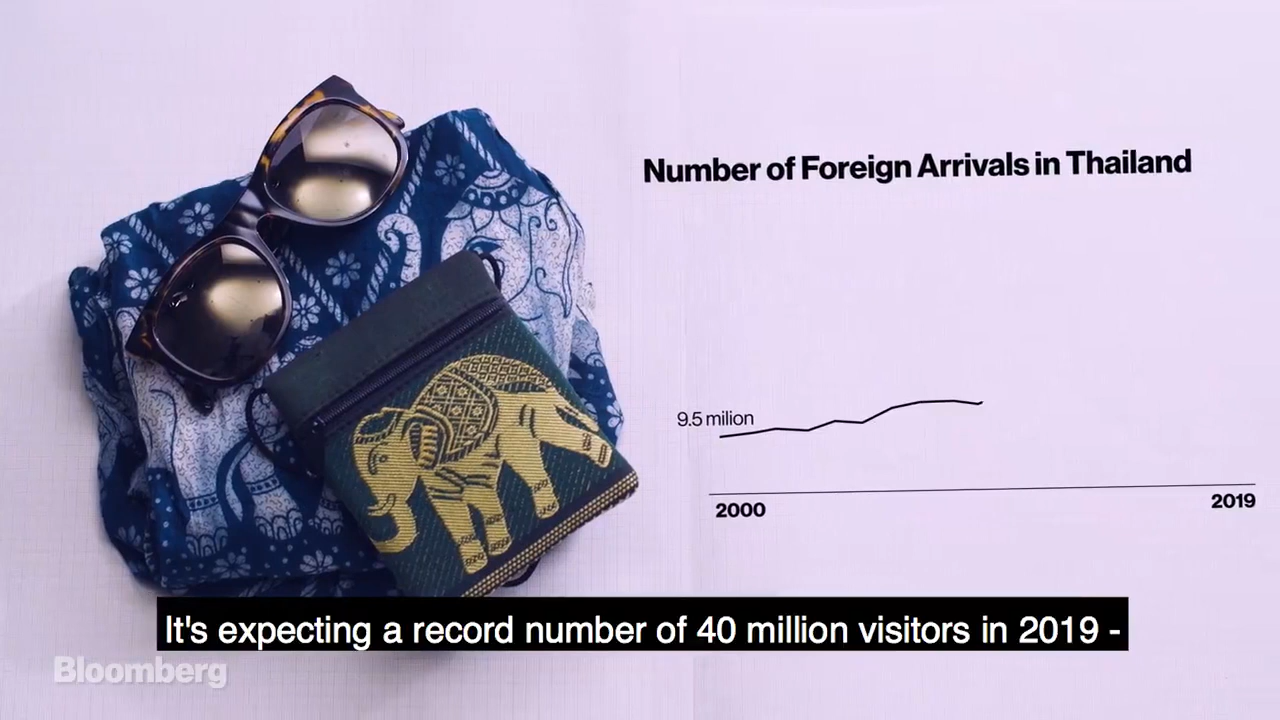 Number of Foreign Arrivals in Thailand
9.5 milion
2000
2019
It's expecting a record number of 40 million visitors in 2019 -
Bloomberg